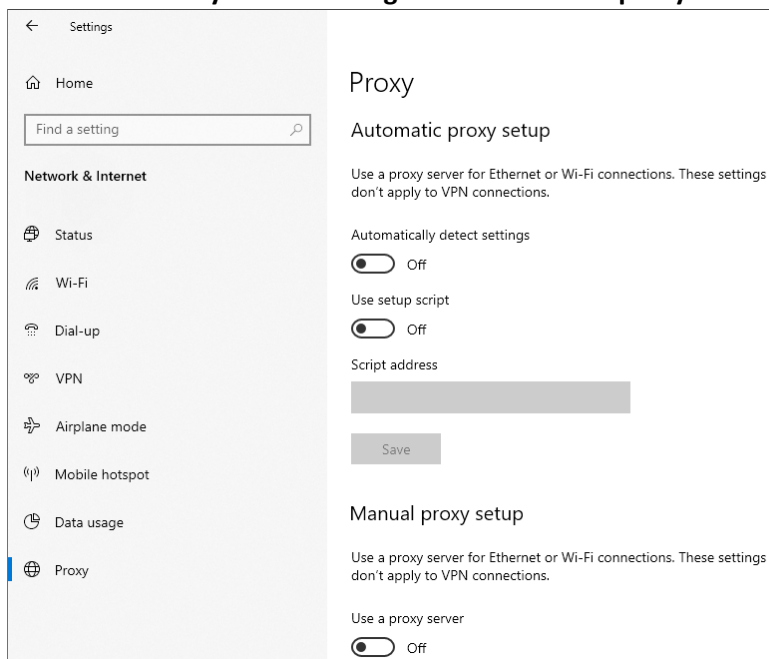 Settings
Home
Find a setting
Network & Internet
Status
Wi-Fi
Dial-up
VPN
Airplane mode
Mobile hotspot
Data usage
Proxy
Proxy
Automatic proxy setup
Use a proxy server for Ethernet or Wi-Fi connections. These settings
don't apply to VPN connections.
Automatically detect settings
Off
Use setup script
Off
Script address
Save
Manual proxy setup
Use a proxy server for Ethernet or Wi-Fi connections. These settings
don't apply to VPN connections.
Use a proxy server
Off